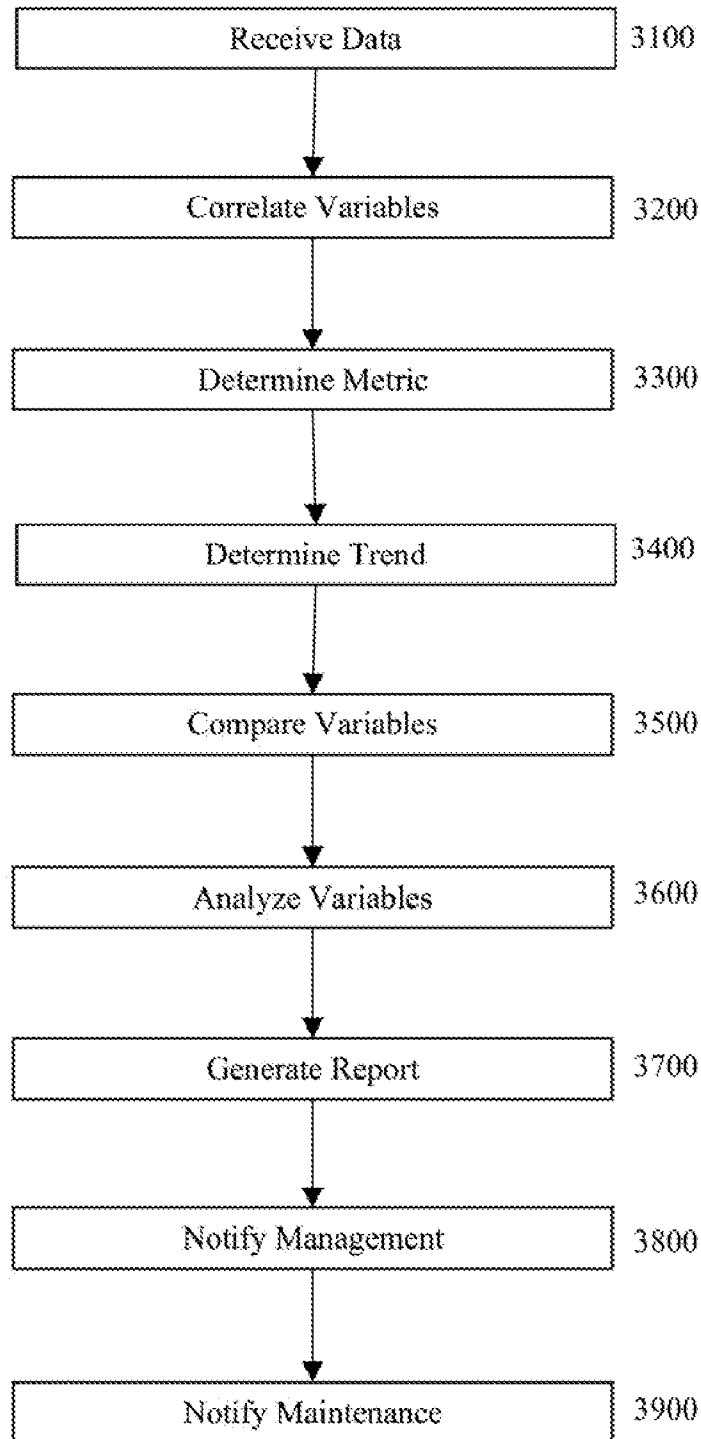 Receive Data 3100
Correlate Variables 3200
Determine Metric 3300
Determine Trend 3400
Compare Variables 3500
Analyze Variables 3600
Generate Report 3700
Notify Management 3800
Notify Maintenance 3900